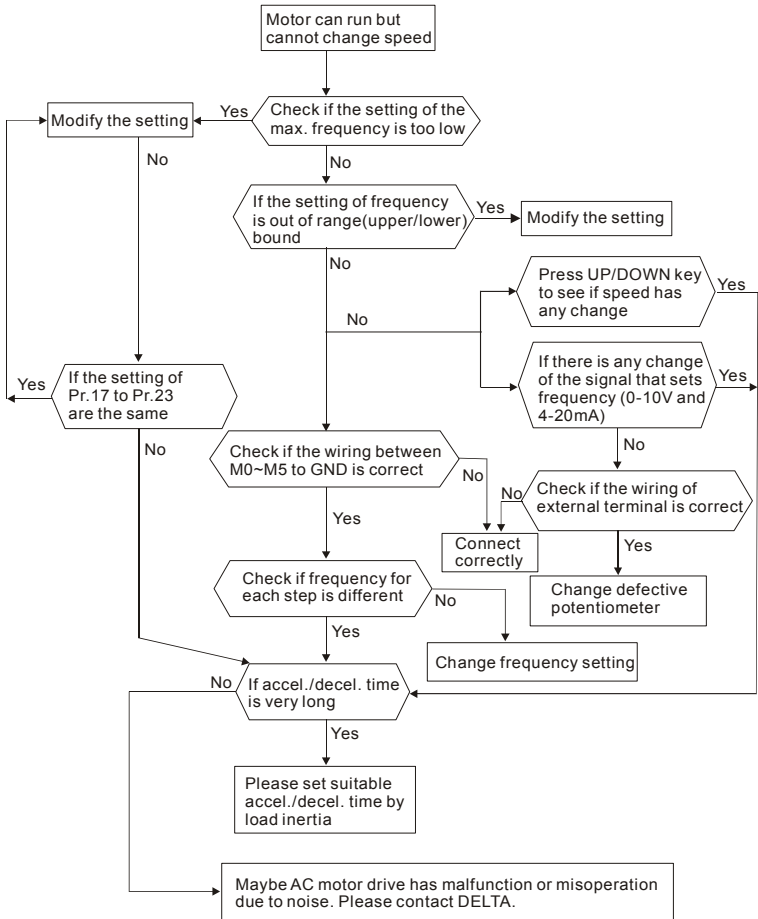 Motor can run but
cannot change speed
Yes
Check if the setting of the
max. frequency is too low
Modify the setting
No
No
If the setting of frequency
is out of range(upper/lower)
bound
Yes
Modify the setting
No
No
Press UP/DOWN key
to see if speed has
any change
Yes
If there is any change
of the signal that sets
frequency (0-10V and
4-20mA)
Yes
Yes
If the setting of
Pr.17 to Pr.23
are the same
No
No
Check if the wiring between
M0~M5 to GND is correct
No
No
Check if the wiring of
external terminal is correct
Yes
Connect
correctly
Yes
Change defective
potentiometer
Check if frequency for
each step is different
No
Yes
Change frequency setting
No
If accel./decel. time
is very long
Yes
Please set suitable
accel./decel. time by
load inertia
Maybe AC motor drive has malfunction or misoperation
due to noise. Please contact DELTA.